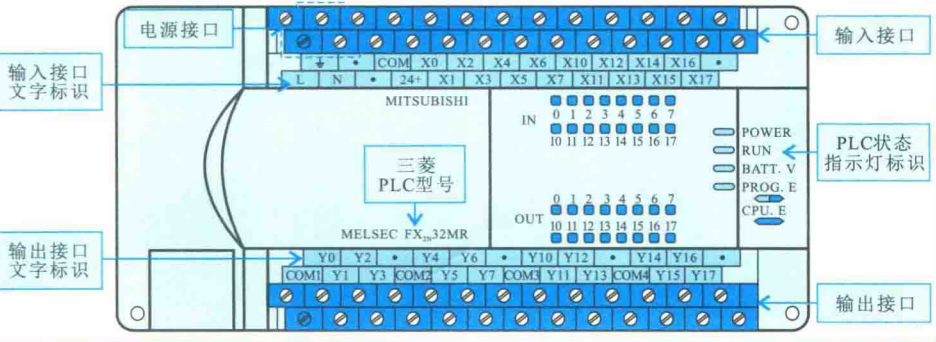 电源接口
输入接口
输入接口
文字标识
⏚ • COM X0 X2 X4 X6 X10 X12 X14 X16 •
L N • 24+ X1 X3 X5 X7 X11 X13 X15 X17
MITSUBISHI
IN
0 1 2 3 4 5 6 7
10 11 12 13 14 15 16 17
POWER
RUN
BATT. V
PROG. E
CPU. E
PLC状态
指示灯标识
三菱
PLC型号
MELSEC FX2N32MR
OUT
0 1 2 3 4 5 6 7
10 11 12 13 14 15 16 17
输出接口
文字标识
Y0 Y2 • Y4 Y6 • Y10 Y12 • Y14 Y16 •
COM1 Y1 Y3 COM2 Y5 Y7 COM3 Y11 Y13 COM4 Y15 Y17
输出接口